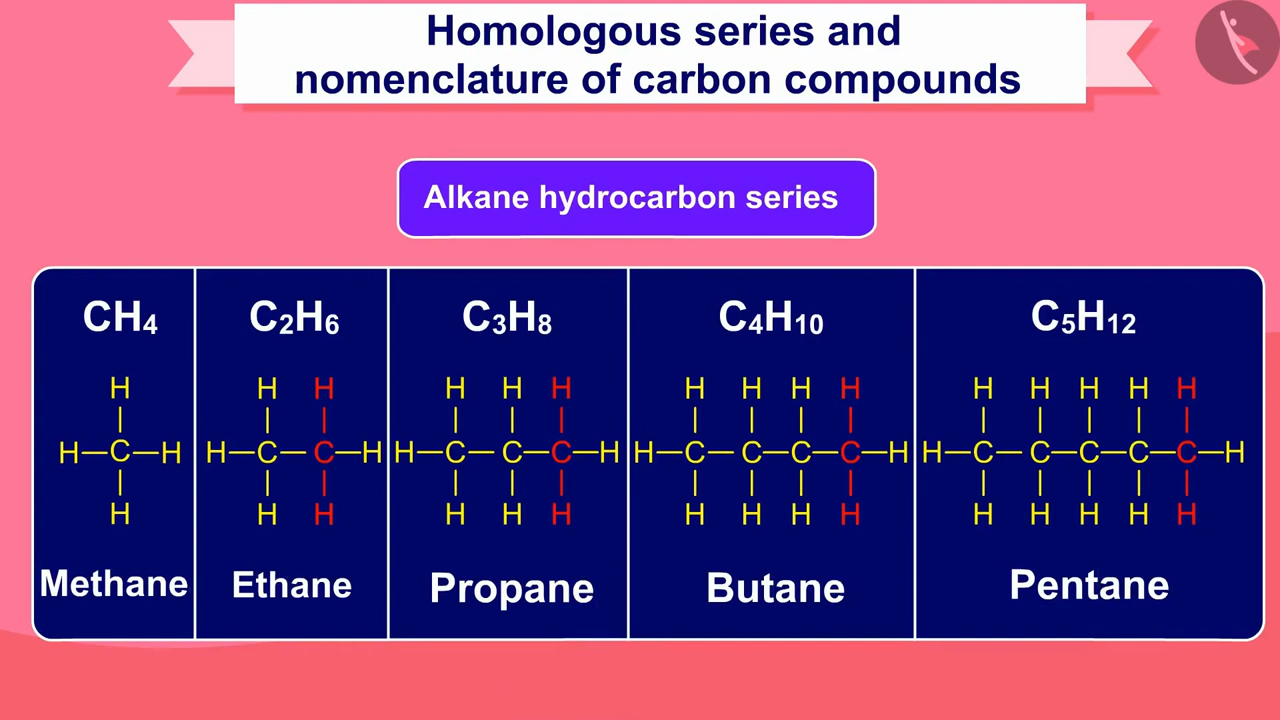 Homologous series and
nomenclature of carbon compounds
Alkane hydrocarbon series
CH₄ C₂H₆ C₃H₈ C₄H₁₀ C₅H₁₂
H H H H H H H H H H H H H H H
H—C—H H—C—C—H H—C—C—C—H H—C—C—C—C—H H—C—C—C—C—C—H
H H H H H H H H H H H H H H H
Methane Ethane Propane Butane Pentane